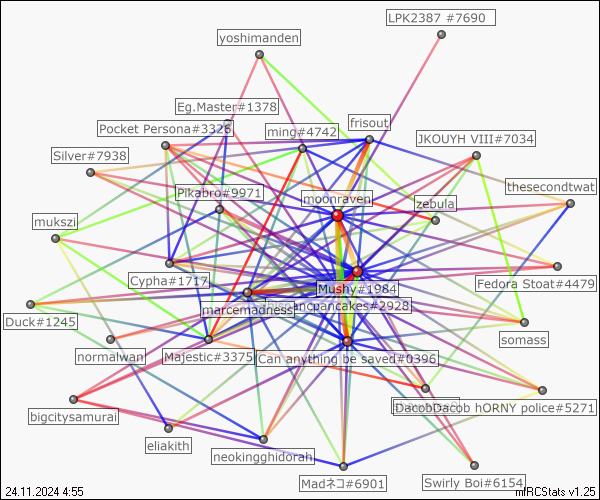 LPK2387 #7690
yoshimanden
Eg.Master#1378
Pocket Persona#3326
ming#4742
frisout
JKOUYH VIII#7034
Silver#7938
Pikabro#9971
moonraven
zebula
thesecondtwat
mukszi
Cypha#1717
Mushy#1984
Fedora Stoat#4479
ancpancakes#2928
marcemadness
Duck#1245
somass
normalwan
Majestic#3375
Can anything be saved#0396
bigcitysamurai
DacobDacob hORNY police#5271
eliakith
neokingghidorah
Madネコ#6901
Swirly Boi#6154
24.11.2024 4:55
mIRCStats v1.25